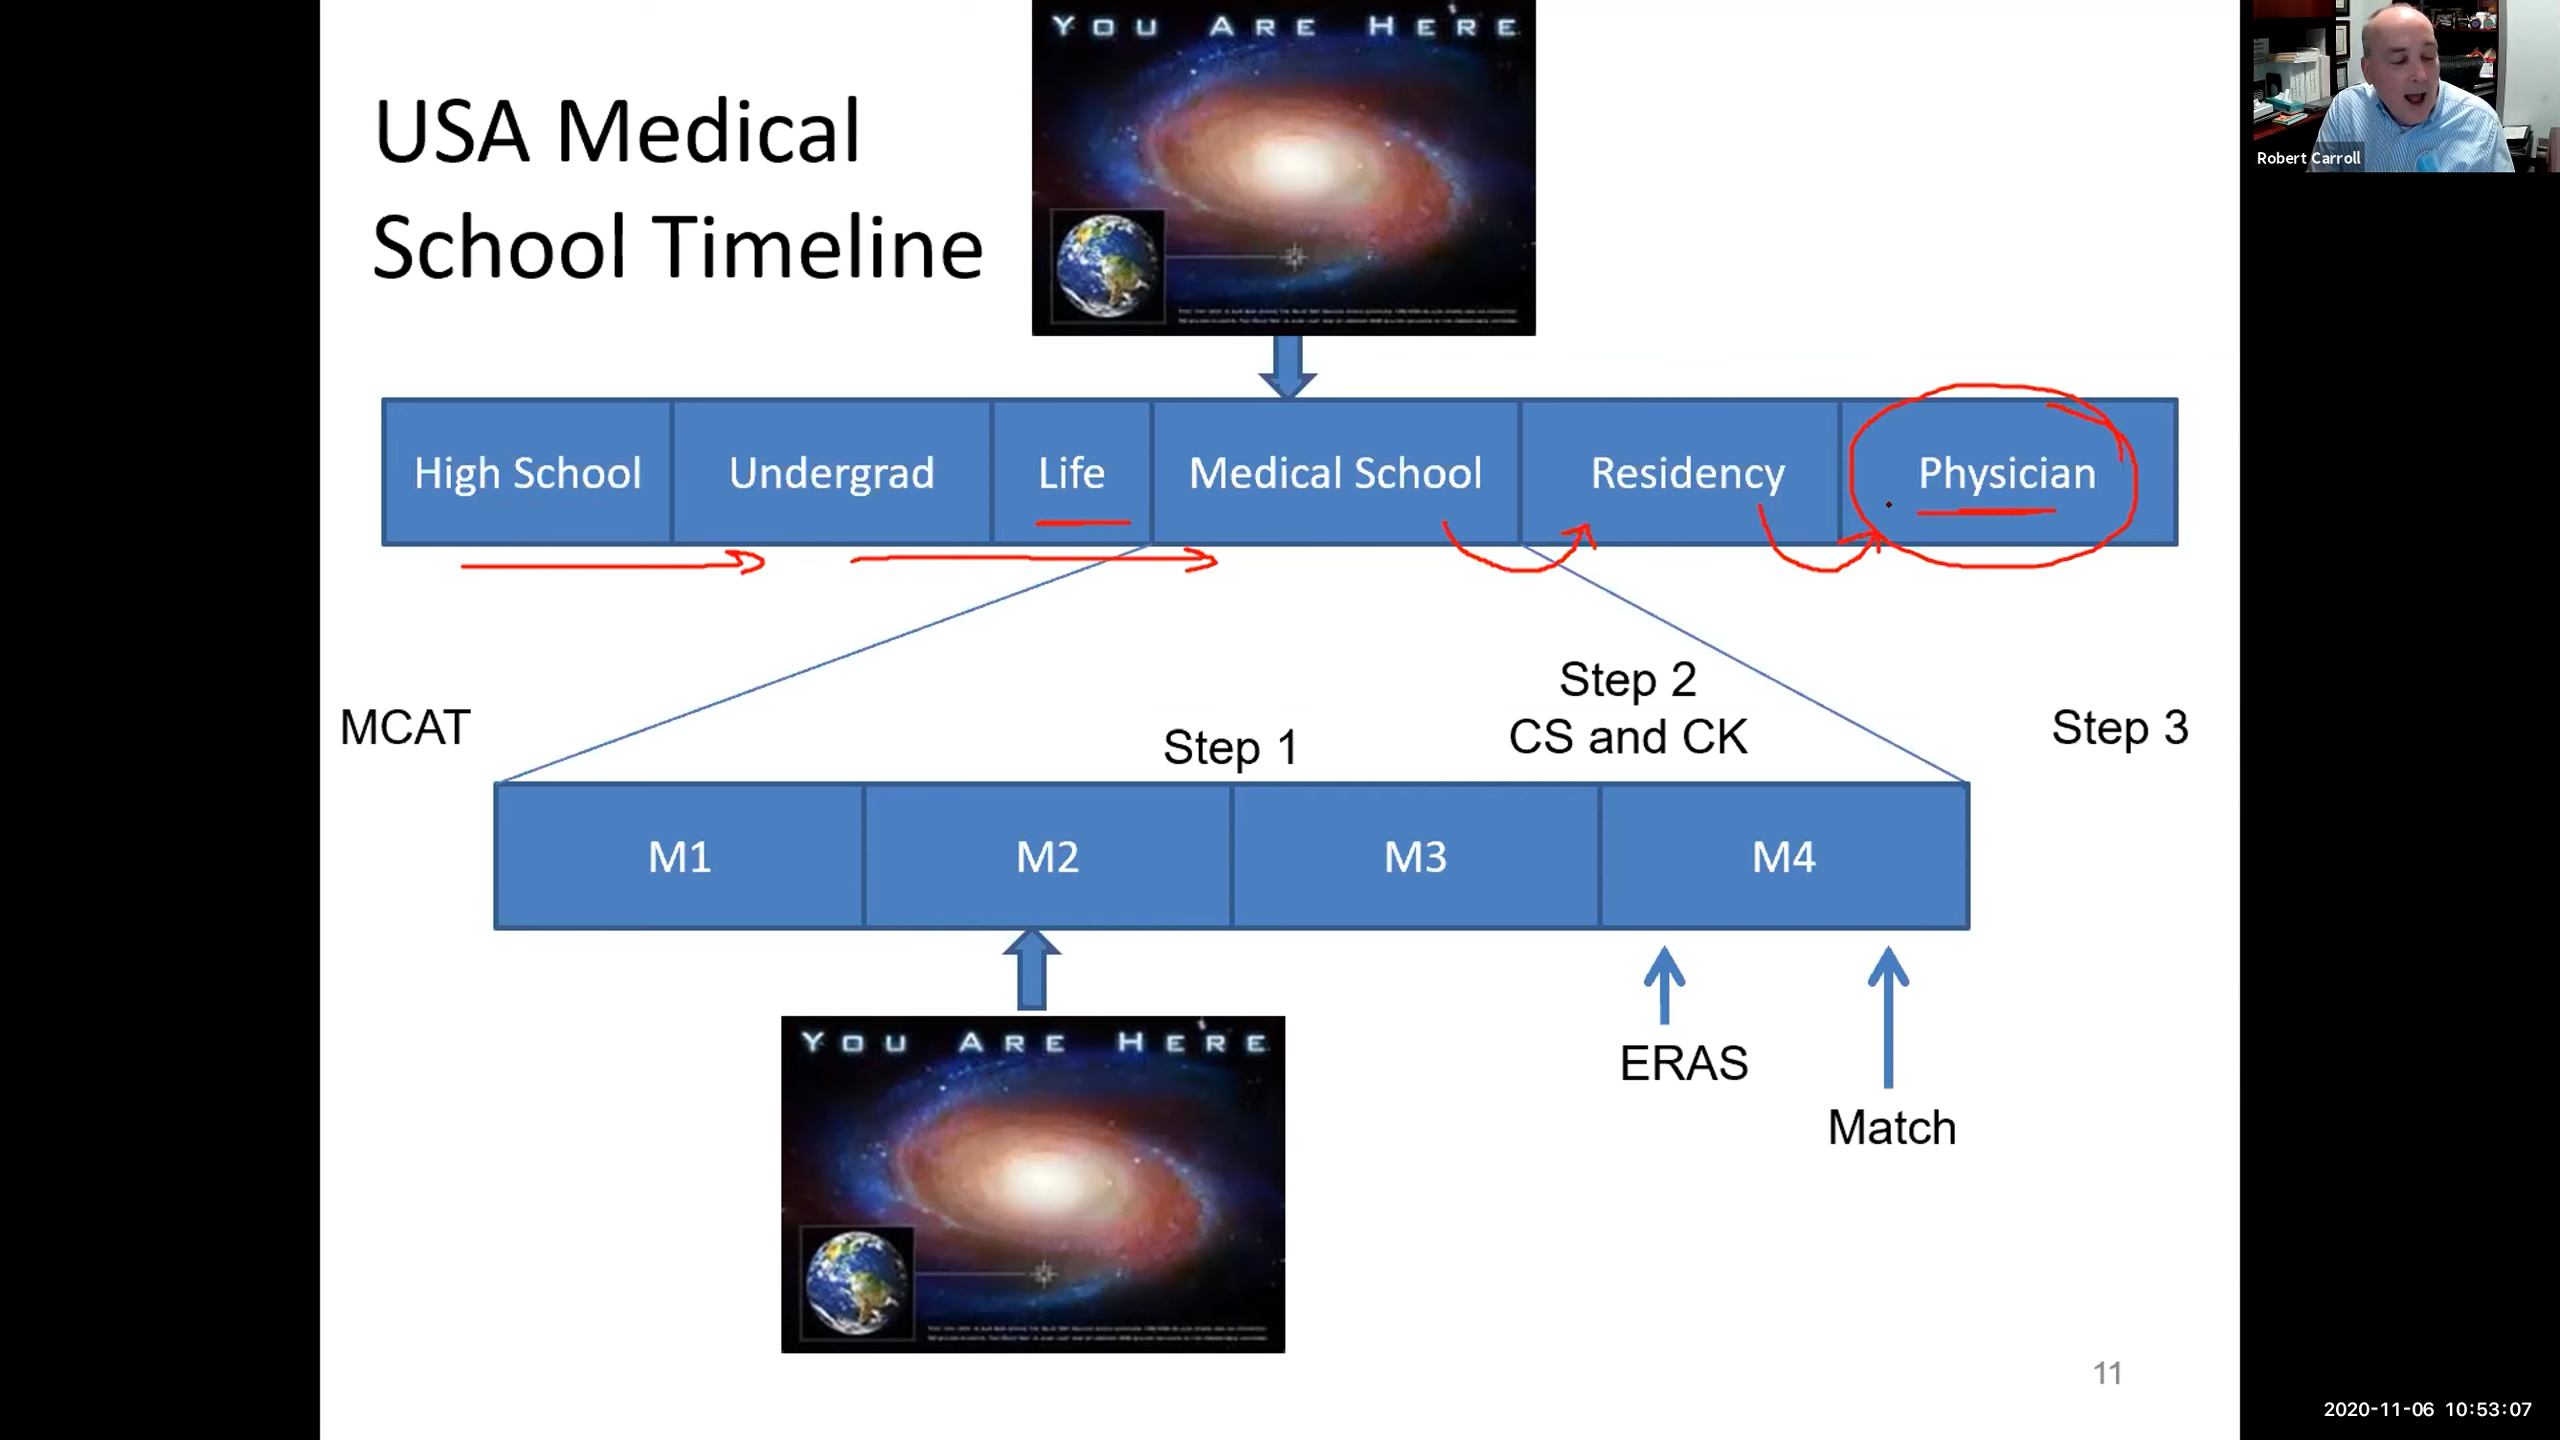 YOU ARE HERE
USA Medical
School Timeline
Robert Carroll
High School
Undergrad
Life
Medical School
Residency
Physician
MCAT
Step 1
Step 2
CS and CK
Step 3
M1
M2
M3
M4
ERAS
Match
YOU ARE HERE
11
2020-11-06 10:53:07